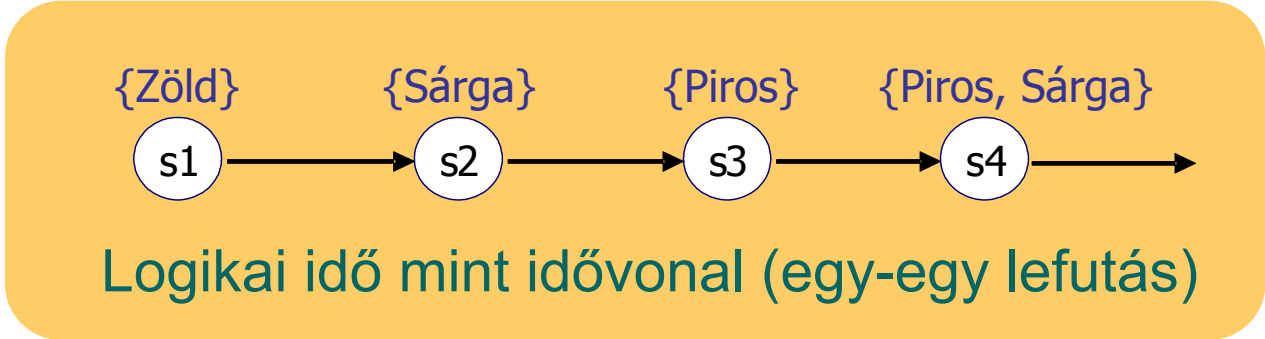 {Zöld} {Sárga} {Piros} {Piros, Sárga}
s1 s2 s3 s4
Logikai idő mint idővonal (egy-egy lefutás)